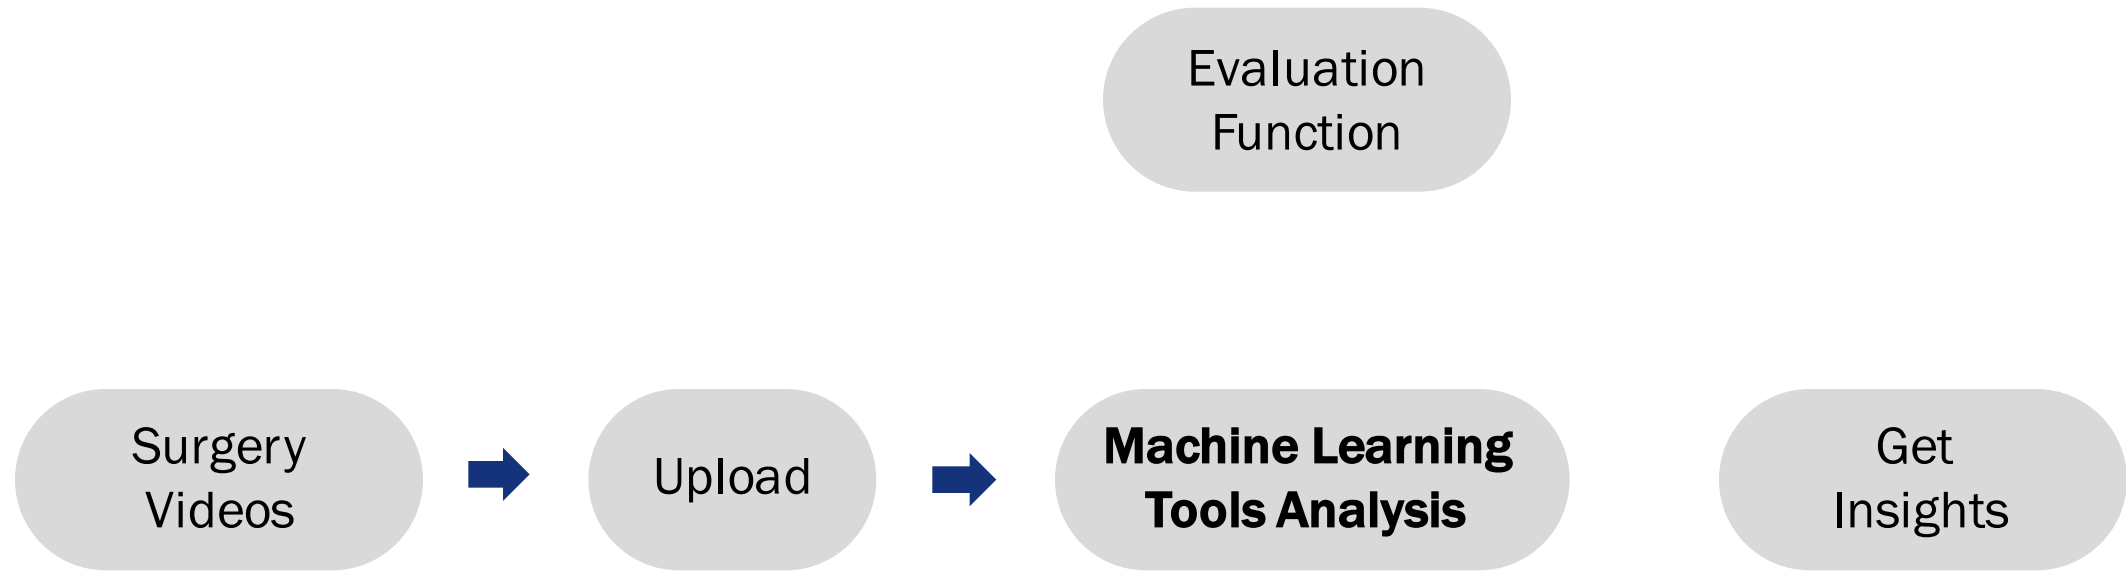 Evaluation
Function
Surgery
Videos
Upload
Machine Learning
Tools Analysis
Get
Insights